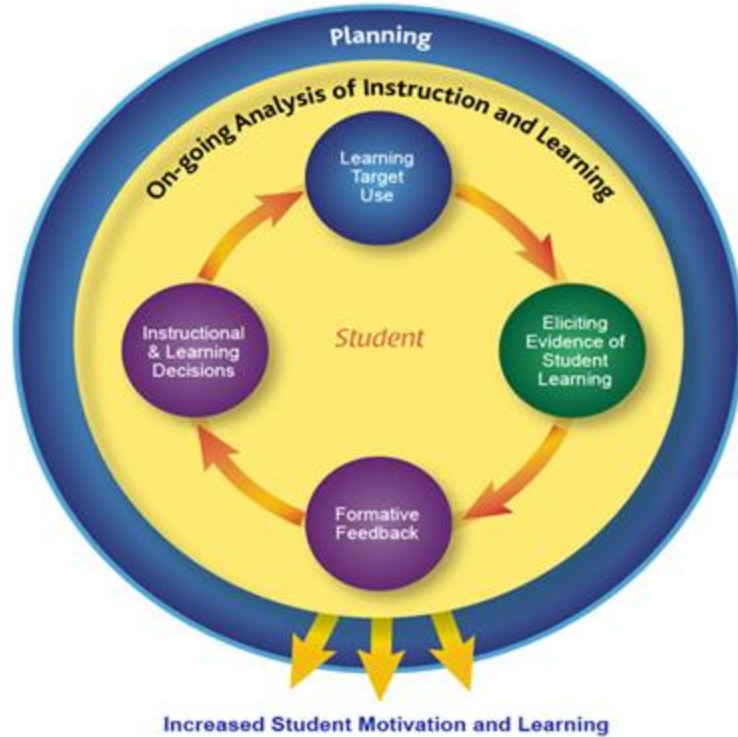 Planning
On-going Analysis of Instruction and Learning
Learning
Target
Use
Instructional
& Learning
Decisions
Student
Eliciting
Evidence of
Student
Learning
Formative
Feedback
Increased Student Motivation and Learning